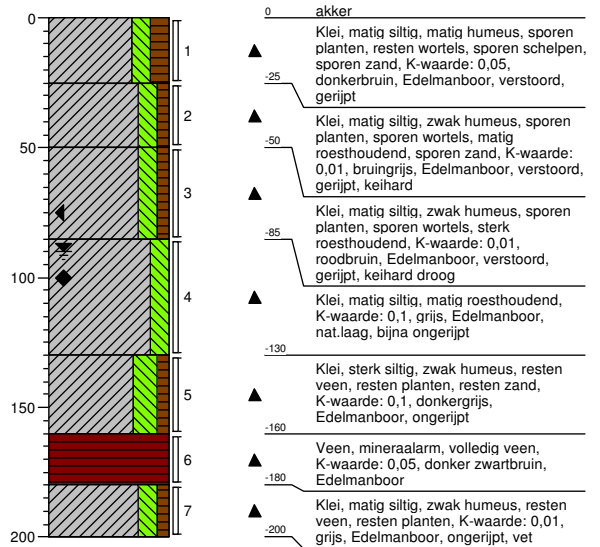 0
50
100
150
200
1
2
3
4
5
6
7
0 akker
Klei, matig siltig, matig humeus, sporen
planten, resten wortels, sporen schelpen,
sporen zand, K-waarde: 0,05,
donkerbruin, Edelmanboor, verstoord,
gerijpt
-25
Klei, matig siltig, zwak humeus, sporen
planten, sporen wortels, matig
roesthoudend, sporen zand, K-waarde:
0,01, bruingrijs, Edelmanboor, verstoord,
gerijpt, keihard
-50
Klei, matig siltig, zwak humeus, sporen
planten, sporen wortels, sterk
roesthoudend, K-waarde: 0,01,
roodbruin, Edelmanboor, verstoord,
gerijpt, keihard droog
-85
Klei, matig siltig, matig roesthoudend,
K-waarde: 0,1, grijs, Edelmanboor,
nat.laag, bijna ongerijpt
-130
Klei, sterk siltig, zwak humeus, resten
veen, resten planten, resten zand,
K-waarde: 0,1, donkergrijs,
Edelmanboor, ongerijpt
-160
Veen, mineraalarm, volledig veen,
K-waarde: 0,05, donker zwartbruin,
Edelmanboor
-180
Klei, matig siltig, zwak humeus, resten
veen, resten planten, K-waarde: 0,01,
grijs, Edelmanboor, ongerijpt, vet
-200